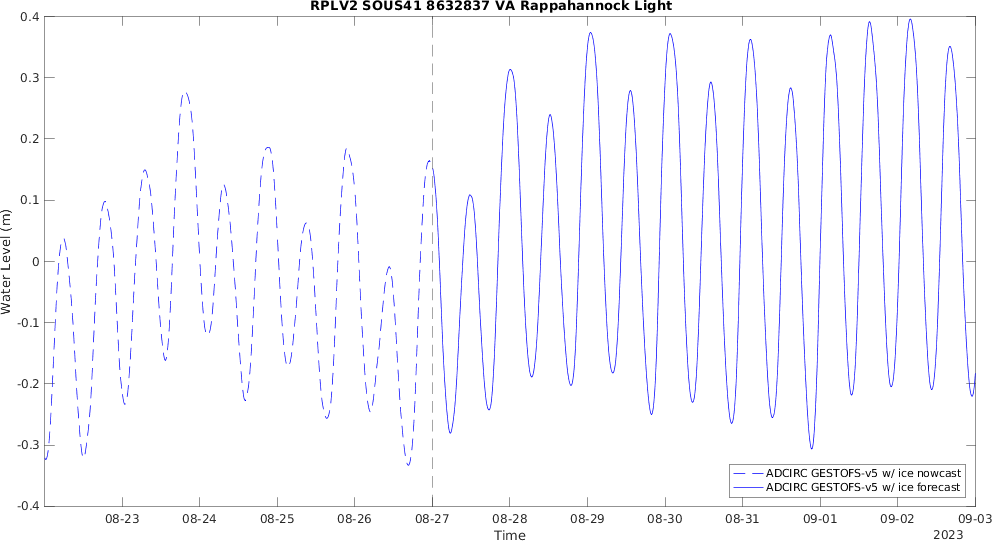 RPLV2 SOUS41 8632837 VA Rappahannock Light
0.4
0.3
0.2
0.1
0
-0.1
-0.2
-0.3
-0.4
Water Level (m)
ADCIRC GESTOFS-v5 w/ ice nowcast
ADCIRC GESTOFS-v5 w/ ice forecast
08-23 08-24 08-25 08-26 08-27 08-28 08-29 08-30 08-31 09-01 09-02 09-03
Time
2023